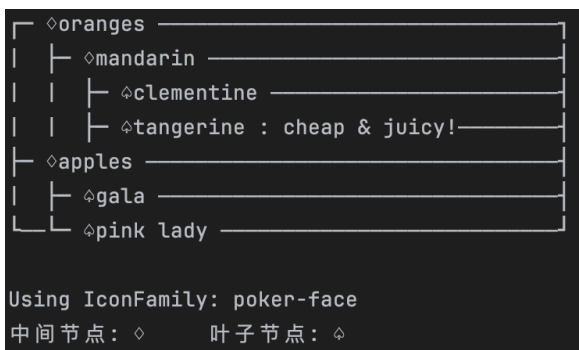 ┌─ ♢oranges ───────────────────────────────┐
│  ├─ ♢mandarin ───────────────────────────┤
│  │  ├─ ♤clementine ──────────────────────┤
│  │  ├─ ♤tangerine : cheap & juicy!───────┤
├─ ♢apples ────────────────────────────────┤
│  ├─ ♤gala ───────────────────────────────┤
└──└─ ♤pink lady ──────────────────────────┘
Using IconFamily: poker-face
中间节点: ♢    叶子节点: ♤